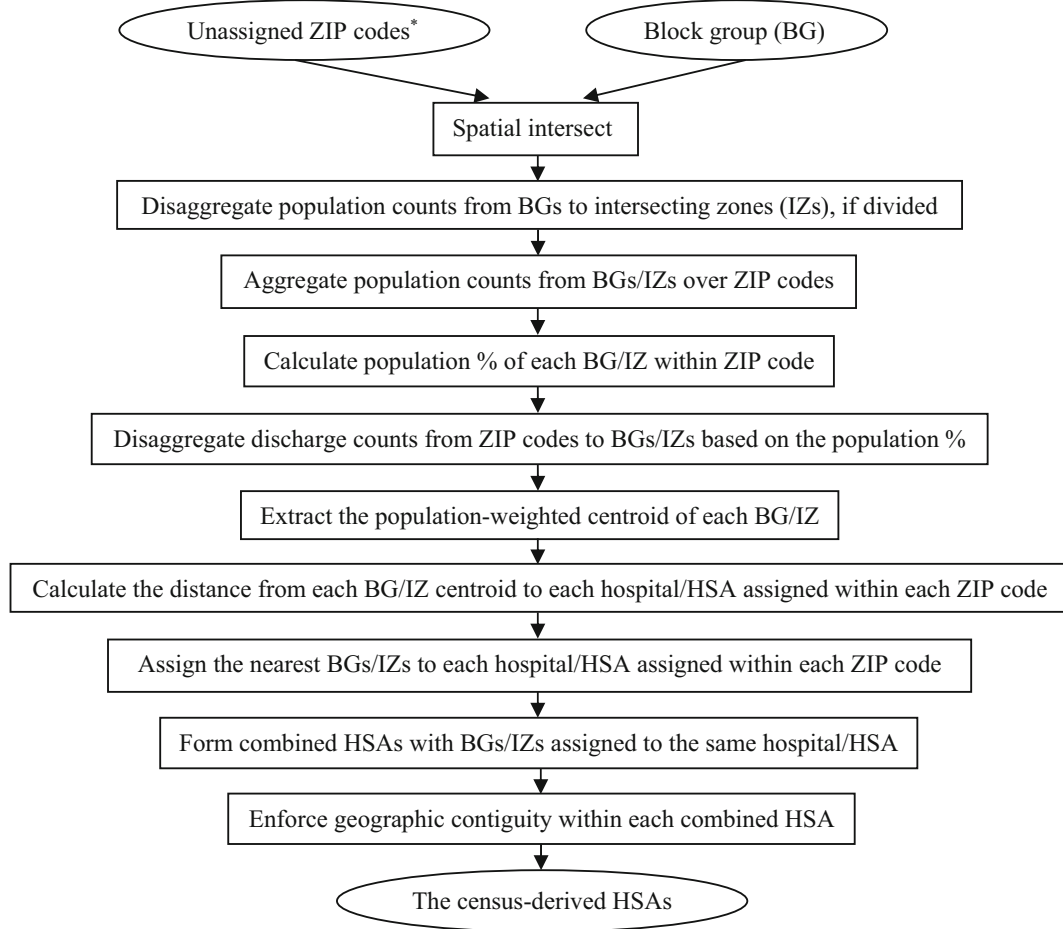 Unassigned ZIP codes*
Block group (BG)
Spatial intersect
Disaggregate population counts from BGs to intersecting zones (IZs), if divided
Aggregate population counts from BGs/IZs over ZIP codes
Calculate population % of each BG/IZ within ZIP code
Disaggregate discharge counts from ZIP codes to BGs/IZs based on the population %
Extract the population-weighted centroid of each BG/IZ
Calculate the distance from each BG/IZ centroid to each hospital/HSA assigned within each ZIP code
Assign the nearest BGs/IZs to each hospital/HSA assigned within each ZIP code
Form combined HSAs with BGs/IZs assigned to the same hospital/HSA
Enforce geographic contiguity within each combined HSA
The census-derived HSAs